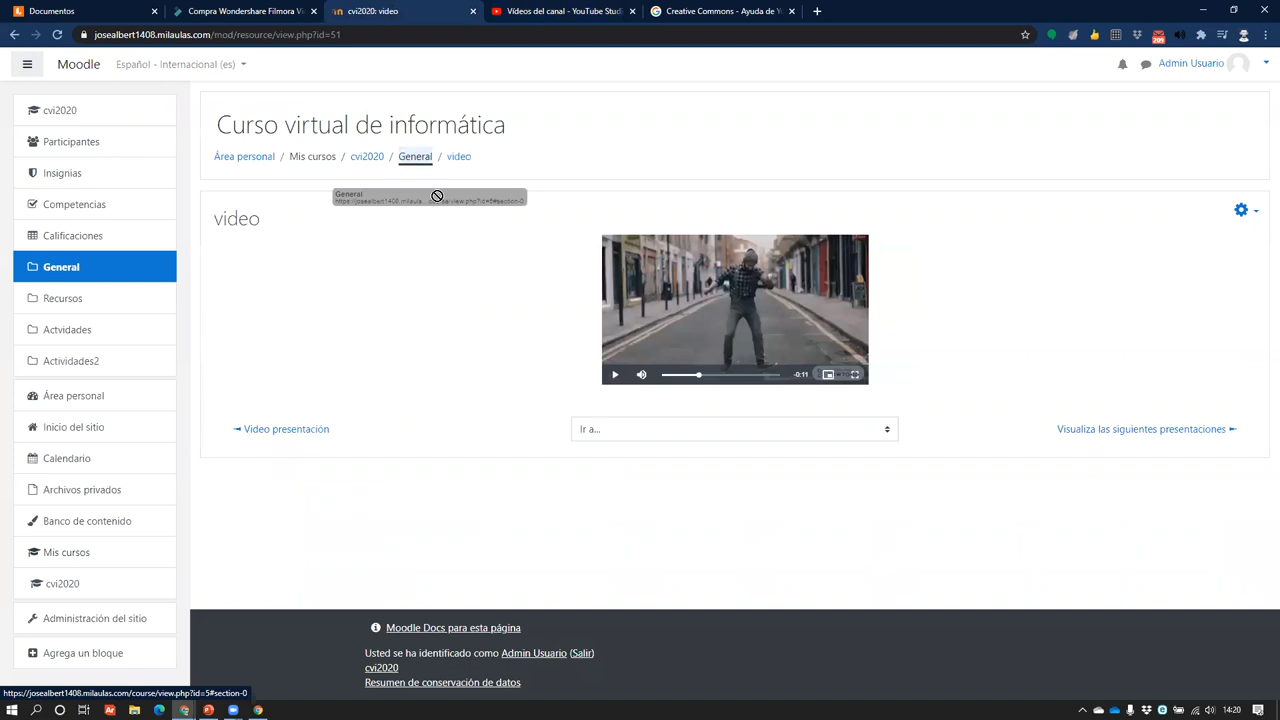 Documentos
Compra Wondershare Filmora Vi
cvi2020: video
Vídeos del canal - YouTube Studi
Creative Commons - Ayuda de Y
josealbert1408.milaulas.com/mod/resource/view.php?id=51
209
Moodle
Español - Internacional (es)
Admin Usuario
cvi2020
Participantes
Insignias
Competencias
Calificaciones
General
Recursos
Actvidades
Actividades2
Área personal
Inicio del sitio
Calendario
Archivos privados
Banco de contenido
Mis cursos
cvi2020
Administración del sitio
Agrega un bloque
Curso virtual de informática
Área personal / Mis cursos / cvi2020 / General / video
General
video
-0:11
◄ Video presentación
Ir a...
Visualiza las siguientes presentaciones ►
Moodle Docs para esta página
Usted se ha identificado como Admin Usuario (Salir)
cvi2020
Resumen de conservación de datos
https://josealbert1408.milaulas.com/course/view.php?id=5#section-0
14:20